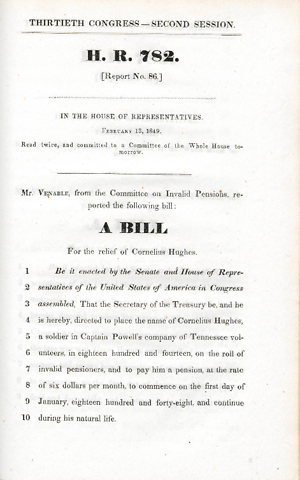 THIRTIETH CONGRESS—SECOND SESSION.
H. R. 782.
[Report No. 86.]
IN THE HOUSE OF REPRESENTATIVES.
FEBRUARY 13, 1849.
Read twice, and committed to a Committee of the Whole House to-
morrow.
Mr. VENABLE, from the Committee on Invalid Pensions, re-
ported the following bill:
A BILL
For the relief of Cornelius Hughes.
1 Be it enacted by the Senate and House of Repre-
2 sentatives of the United States of America in Congress
3 assembled, That the Secretary of the Treasury be, and he
4 is hereby, directed to place the name of Cornelius Hughes,
5 a soldier in Captain Powell's company of Tennessee vol-
6 unteers, in eighteen hundred and fourteen, on the roll of
7 invalid pensioners, and to pay him a pension, at the rate
8 of six dollars per month, to commence on the first day of
9 January, eighteen hundred and forty-eight, and continue
10 during his natural life.